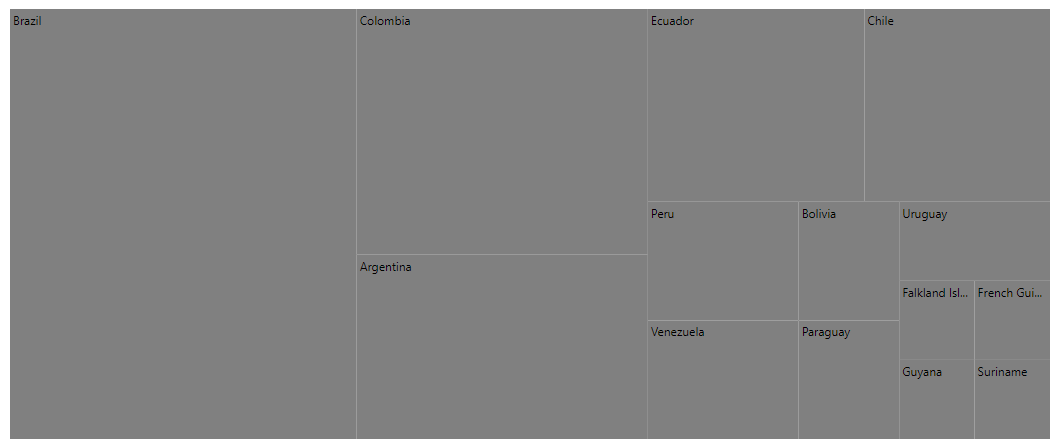 Brazil
Colombia
Ecuador
Chile
Argentina
Peru
Bolivia
Uruguay
Falkland Isl...
French Gui...
Venezuela
Paraguay
Guyana
Suriname